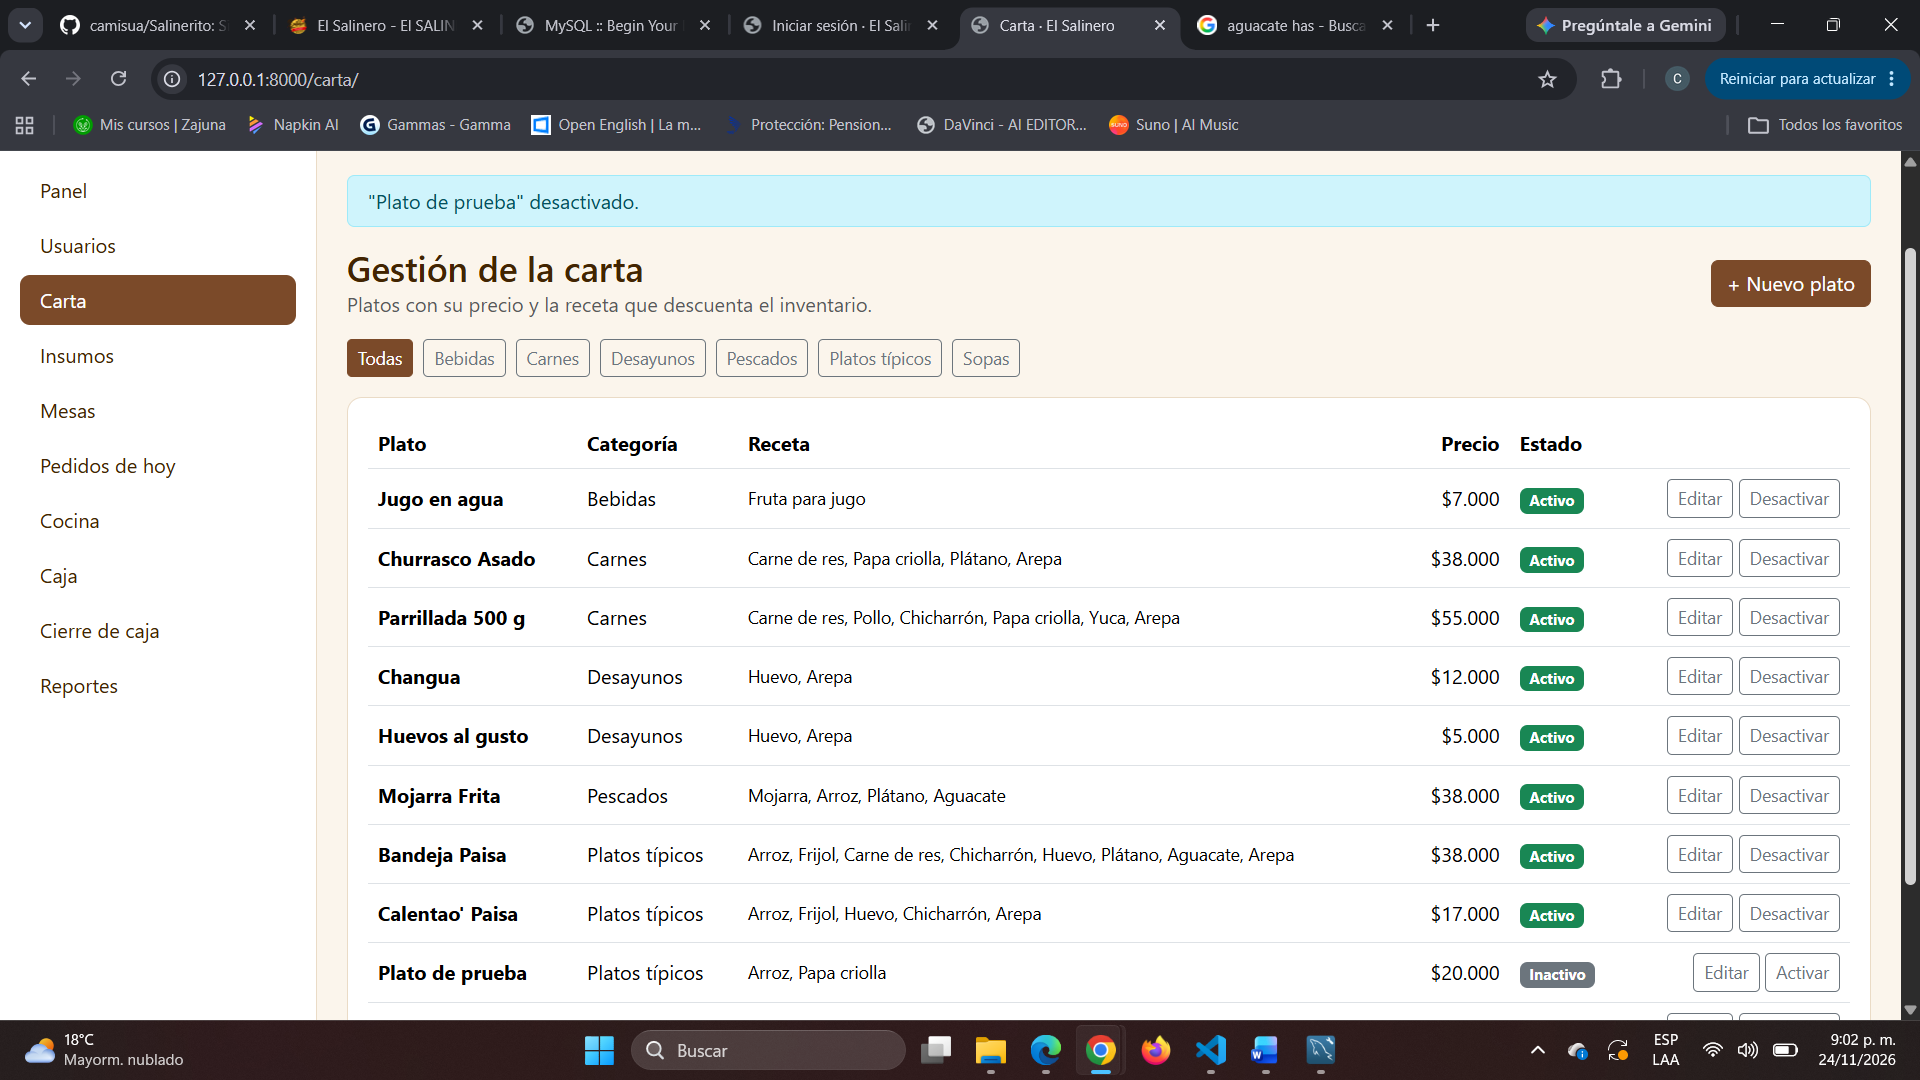 camisua/Salinerito: S
El Salinero - El SALIN
MySQL :: Begin Your
Iniciar sesión · El Salin
Carta · El Salinero
aguacate has - Busca
Pregúntale a Gemini
127.0.0.1:8000/carta/
C
Reiniciar para actualizar
Mis cursos | Zajuna
Napkin AI
Gammas - Gamma
Open English | La m...
Protección: Pension...
DaVinci - AI EDITOR...
Suno | AI Music
Todos los favoritos
Panel
Usuarios
Carta
Insumos
Mesas
Pedidos de hoy
Cocina
Caja
Cierre de caja
Reportes
"Plato de prueba" desactivado.
Gestión de la carta
Platos con su precio y la receta que descuenta el inventario.
+ Nuevo plato
Todas Bebidas Carnes Desayunos Pescados Platos típicos Sopas
Plato Categoría Receta Precio Estado
Jugo en agua Bebidas Fruta para jugo $7.000 Activo Editar Desactivar
Churrasco Asado Carnes Carne de res, Papa criolla, Plátano, Arepa $38.000 Activo Editar Desactivar
Parrillada 500 g Carnes Carne de res, Pollo, Chicharrón, Papa criolla, Yuca, Arepa $55.000 Activo Editar Desactivar
Changua Desayunos Huevo, Arepa $12.000 Activo Editar Desactivar
Huevos al gusto Desayunos Huevo, Arepa $5.000 Activo Editar Desactivar
Mojarra Frita Pescados Mojarra, Arroz, Plátano, Aguacate $38.000 Activo Editar Desactivar
Bandeja Paisa Platos típicos Arroz, Frijol, Carne de res, Chicharrón, Huevo, Plátano, Aguacate, Arepa $38.000 Activo Editar Desactivar
Calentao' Paisa Platos típicos Arroz, Frijol, Huevo, Chicharrón, Arepa $17.000 Activo Editar Desactivar
Plato de prueba Platos típicos Arroz, Papa criolla $20.000 Inactivo Editar Activar
18°C
Mayorm. nublado
Buscar
ESP
LAA
9:02 p. m.
24/11/2026